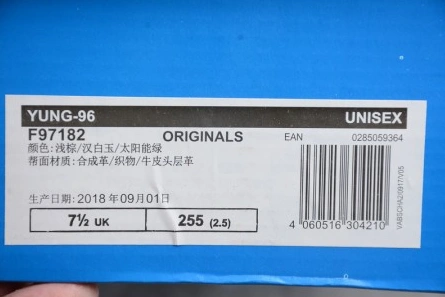 YUNG-96 UNISEX
F97182 ORIGINALS EAN 0285059364
颜色:浅棕/汉白玉/太阳能绿
帮面材质:合成革/织物/牛皮头层革
生产日期:2018年09月01日
7½ UK 255 (2.5)
4 060516 304210